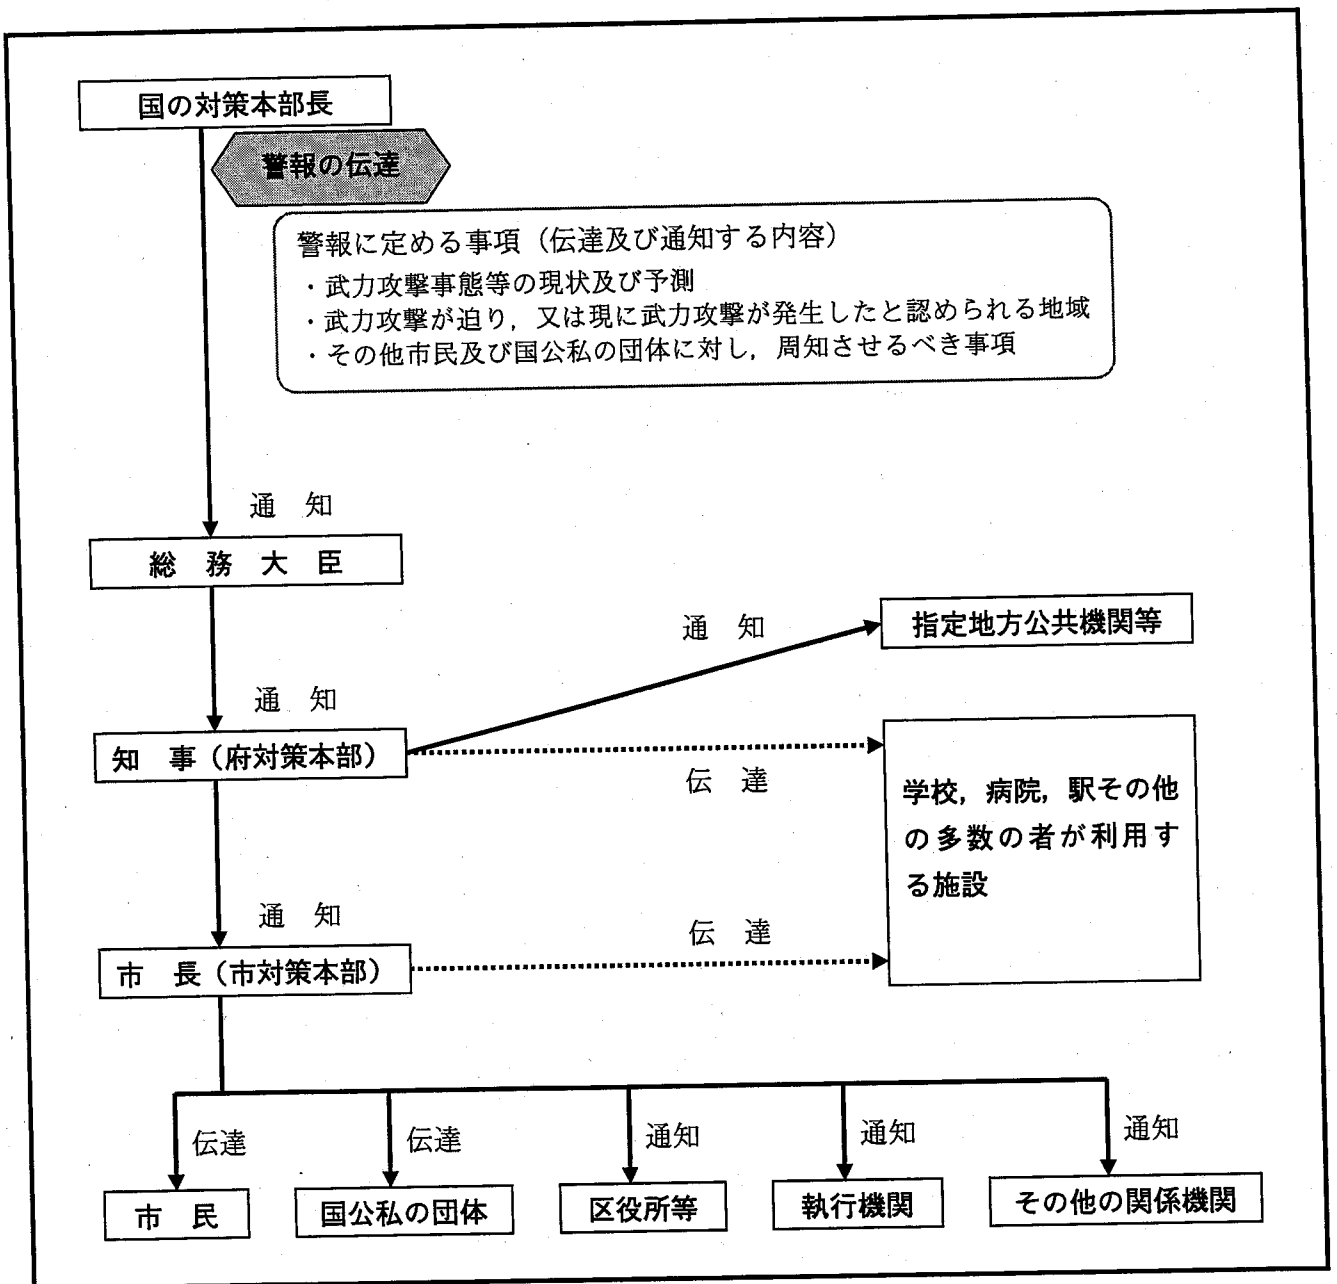 国の対策本部長
警報の伝達
警報に定める事項（伝達及び通知する内容）
・武力攻撃事態等の現状及び予測
・武力攻撃が迫り，又は現に武力攻撃が発生したと認められる地域
・その他市民及び国公私の団体に対し，周知させるべき事項
通　知
総　務　大　臣
通　知
指定地方公共機関等
通　知
知　事（府対策本部）
伝　達
学校，病院，駅その他
の多数の者が利用す
る施設
通　知
伝　達
市　長（市対策本部）
伝達
伝達
通知
通知
通知
市　民
国公私の団体
区役所等
執行機関
その他の関係機関